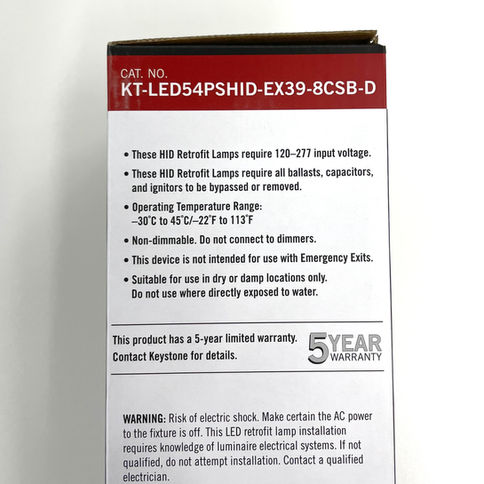 CAT. NO.
KT-LED54PSHID-EX39-8CSB-D
• These HID Retrofit Lamps require 120–277 input voltage.
• These HID Retrofit Lamps require all ballasts, capacitors,
and ignitors to be bypassed or removed.
• Operating Temperature Range:
–30°C to 45°C/–22°F to 113°F
• Non-dimmable. Do not connect to dimmers.
• This device is not intended for use with Emergency Exits.
• Suitable for use in dry or damp locations only.
Do not use where directly exposed to water.
This product has a 5-year limited warranty.
Contact Keystone for details.
5 YEAR
WARRANTY
WARNING: Risk of electric shock. Make certain the AC power
to the fixture is off. This LED retrofit lamp installation
requires knowledge of luminaire electrical systems. If not
qualified, do not attempt installation. Contact a qualified
electrician.